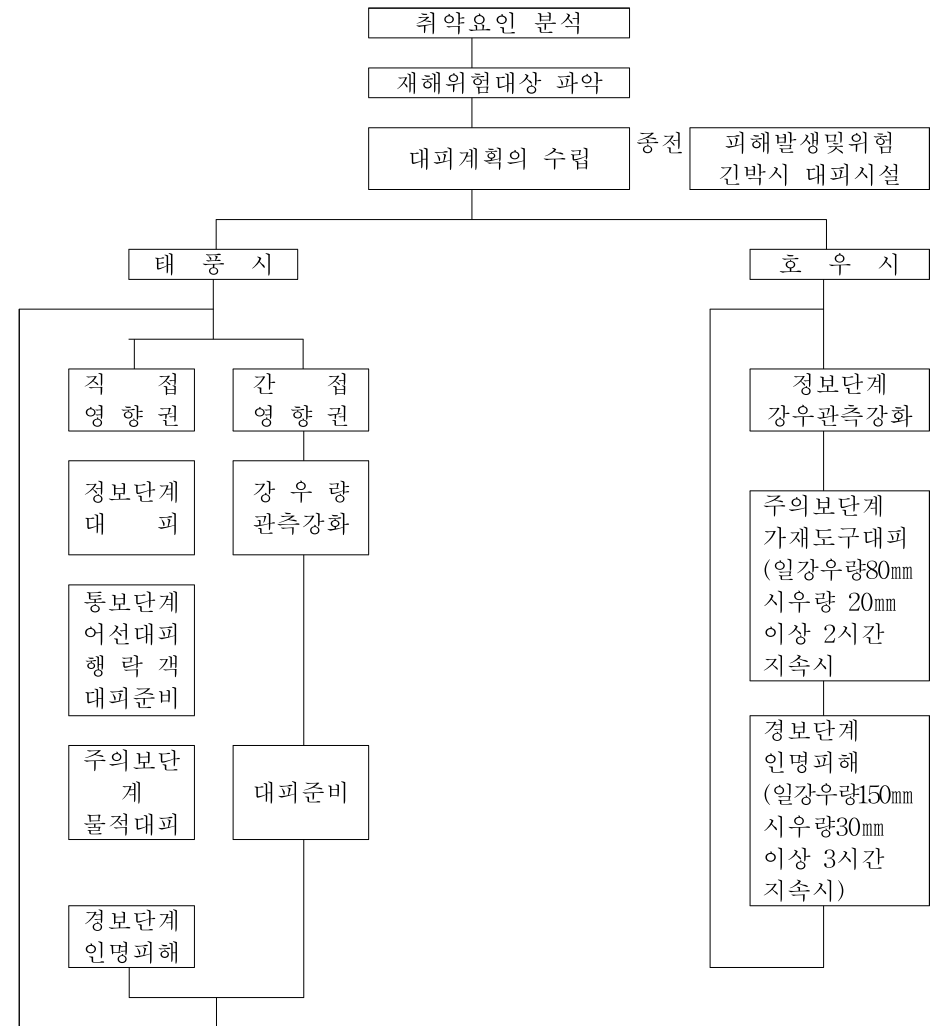 취약요인 분석
재해위험대상 파악
대피계획의 수립
종전
피해발생및위험
긴박시 대피시설
태 풍 시
호 우 시
직 접
영 향 권
간 접
영 향 권
정보단계
대 피
강 우 량
관측강화
통보단계
어선대피
행 락 객
대피준비
주의보단
계
물적대피
대피준비
경보단계
인명피해
정보단계
강우관측강화
주의보단계
가재도구대피
(일강우량80㎜
시우량 20㎜
이상 2시간
지속시
경보단계
인명피해
(일강우량150㎜
시우량30㎜
이상 3시간
지속시)